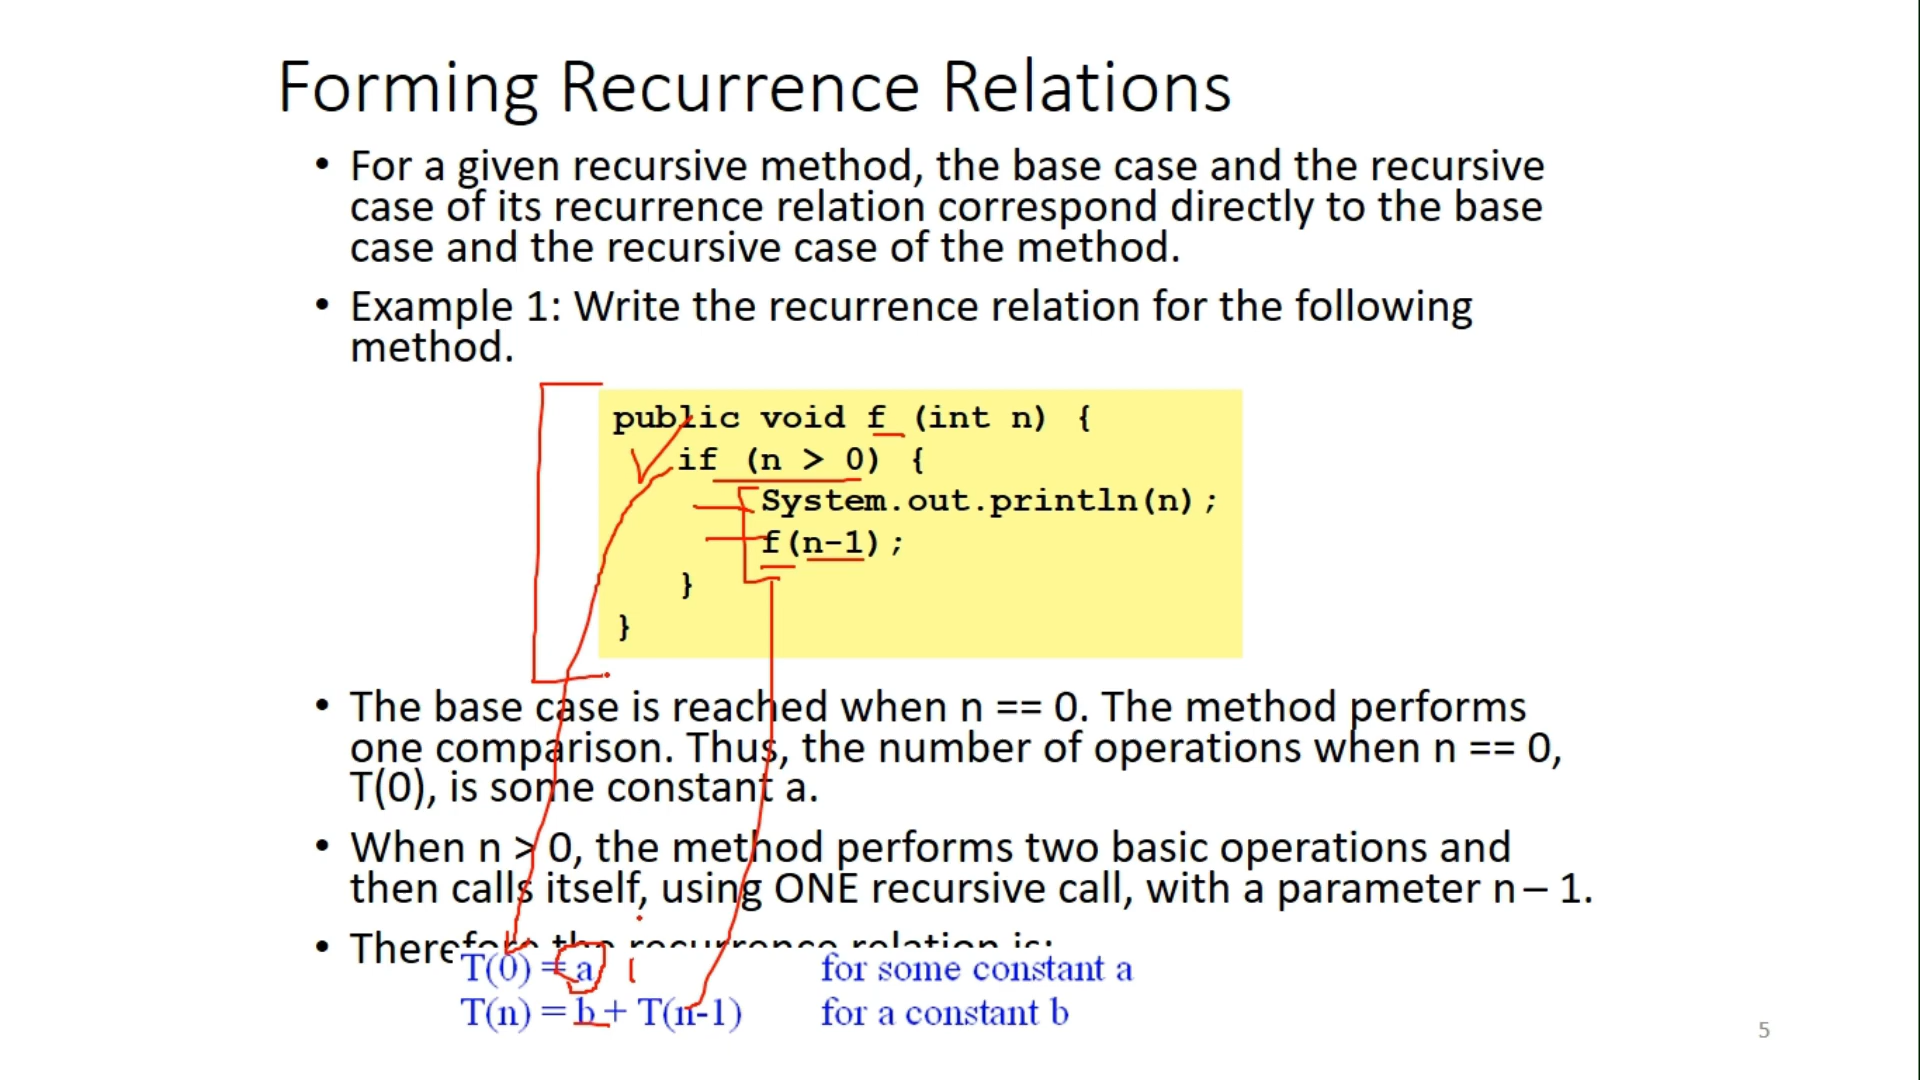 Forming Recurrence Relations
• For a given recursive method, the base case and the recursive
case of its recurrence relation correspond directly to the base
case and the recursive case of the method.
• Example 1: Write the recurrence relation for the following
method.
public void f (int n) {
if (n > 0) {
System.out.println(n);
f(n-1);
}
}
• The base case is reached when n == 0. The method performs
one comparison. Thus, the number of operations when n == 0,
T(0), is some constant a.
• When n > 0, the method performs two basic operations and
then calls itself, using ONE recursive call, with a parameter n – 1.
• Therefore the recurrence relation is:
T(0) = a for some constant a
T(n) = b + T(n-1) for a constant b
5